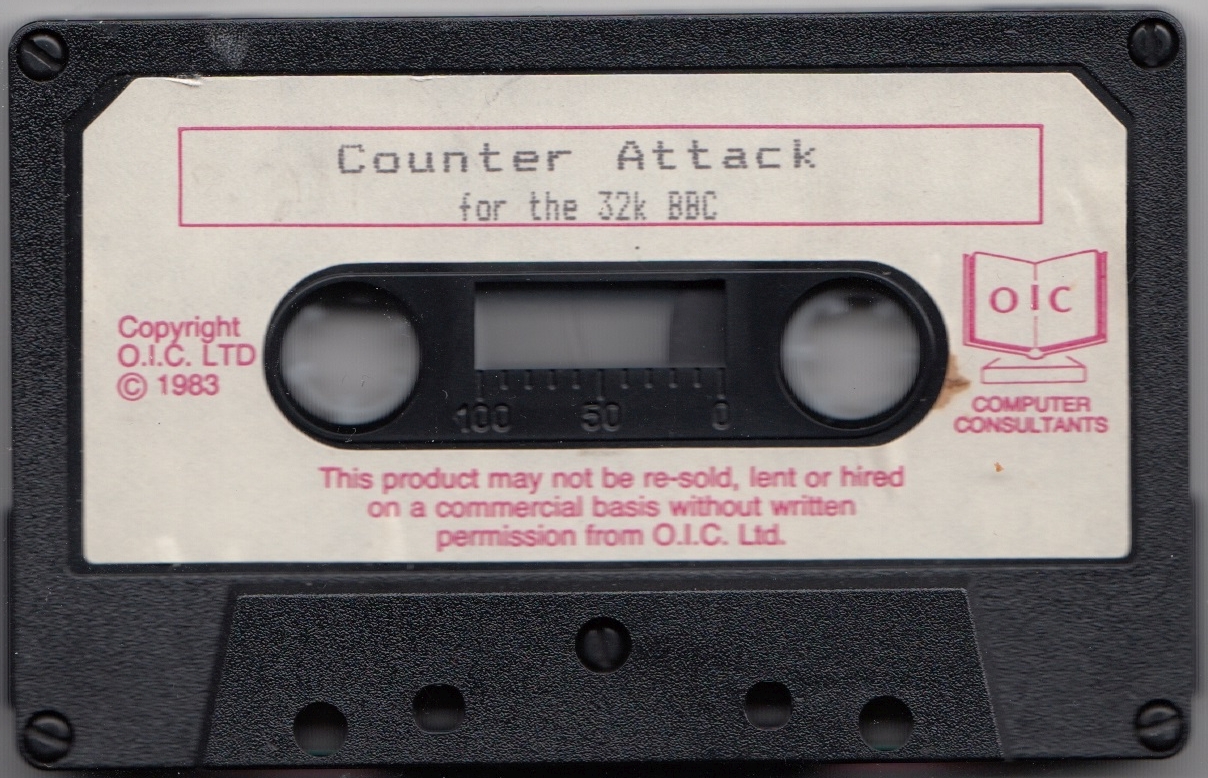 Counter Attack
for the 32k BBC
Copyright
O.I.C. LTD
© 1983
O I C
COMPUTER
CONSULTANTS
100 50 0
This product may not be re-sold, lent or hired
on a commercial basis without written
permission from O.I.C. Ltd.